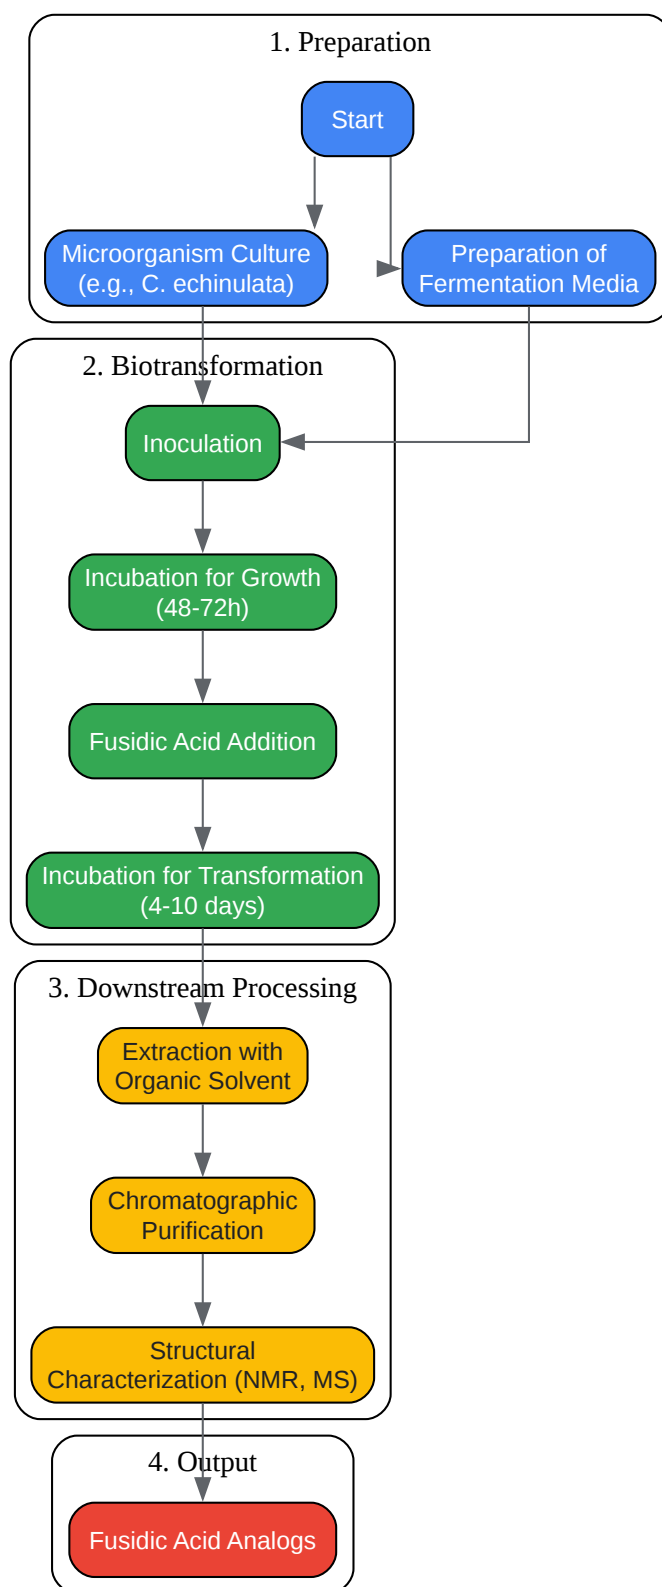 1. Preparation
Start
Microorganism Culture
(e.g., C. echinulata)
Preparation of
Fermentation Media
2. Biotransformation
Inoculation
Incubation for Growth
(48-72h)
Fusidic Acid Addition
Incubation for Transformation
(4-10 days)
3. Downstream Processing
Extraction with
Organic Solvent
Chromatographic
Purification
Structural
Characterization (NMR, MS)
4. Output
Fusidic Acid Analogs